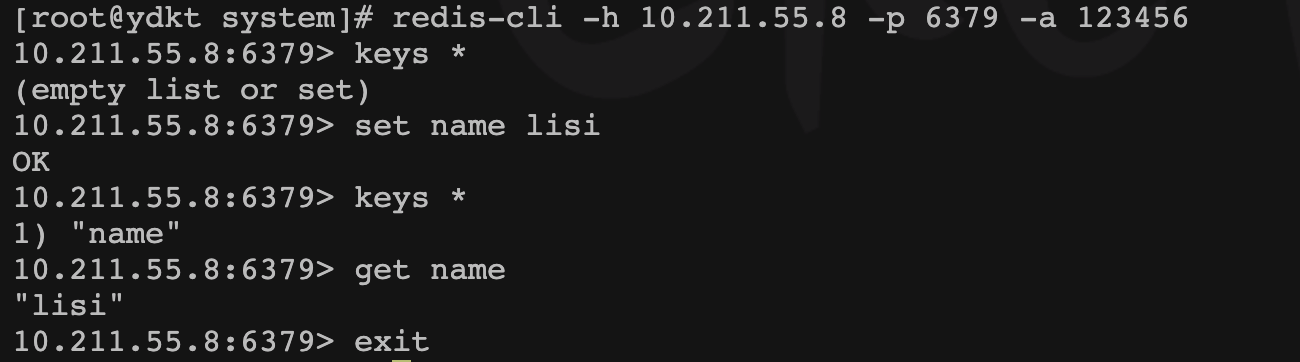 [root@ydkt system]# redis-cli -h 10.211.55.8 -p 6379 -a 123456
10.211.55.8:6379> keys *
(empty list or set)
10.211.55.8:6379> set name lisi
OK
10.211.55.8:6379> keys *
1) "name"
10.211.55.8:6379> get name
"lisi"
10.211.55.8:6379> exit